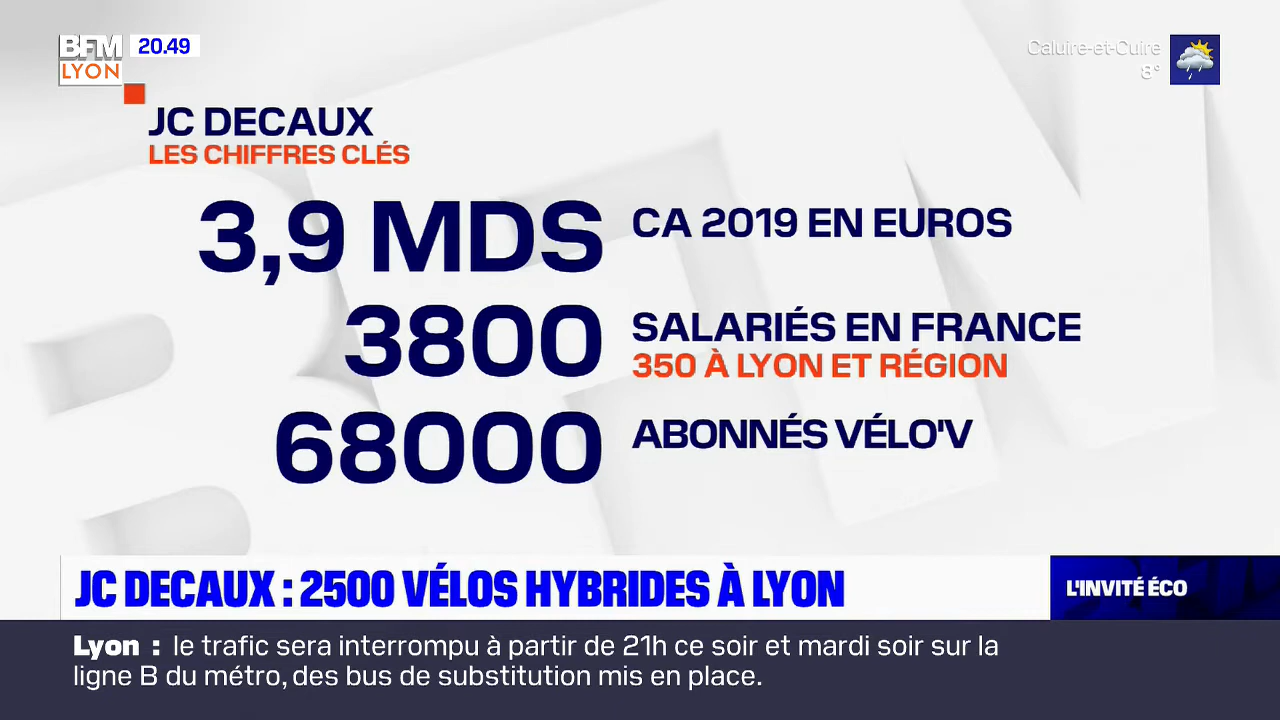 BFM
LYON
20.49
Caluire-et-Cuire
8°
JC DECAUX
LES CHIFFRES CLÉS
3,9 MDS
CA 2019 EN EUROS
3800
SALARIÉS EN FRANCE
350 À LYON ET RÉGION
68000
ABONNÉS VÉLO'V
JC DECAUX : 2500 VÉLOS HYBRIDES À LYON
L'INVITÉ ÉCO
Lyon : le trafic sera interrompu à partir de 21h ce soir et mardi soir sur la
ligne B du métro, des bus de substitution mis en place.